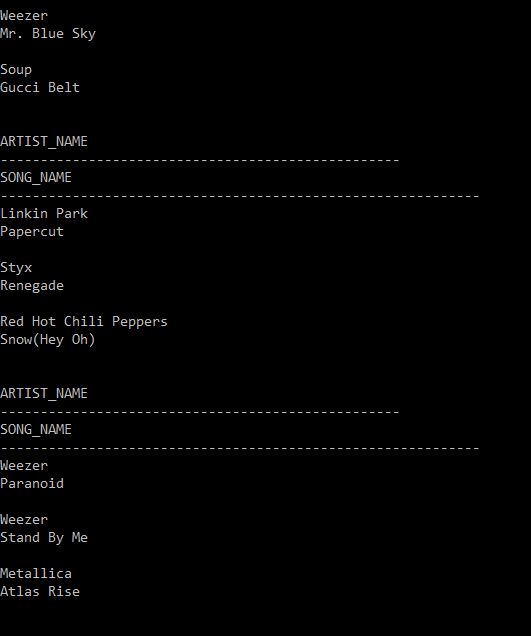 Weezer
Mr. Blue Sky
Soup
Gucci Belt
ARTIST_NAME
--------------------------------------------------
SONG_NAME
------------------------------------------------------------
Linkin Park
Papercut
Styx
Renegade
Red Hot Chili Peppers
Snow(Hey Oh)
ARTIST_NAME
--------------------------------------------------
SONG_NAME
------------------------------------------------------------
Weezer
Paranoid
Weezer
Stand By Me
Metallica
Atlas Rise